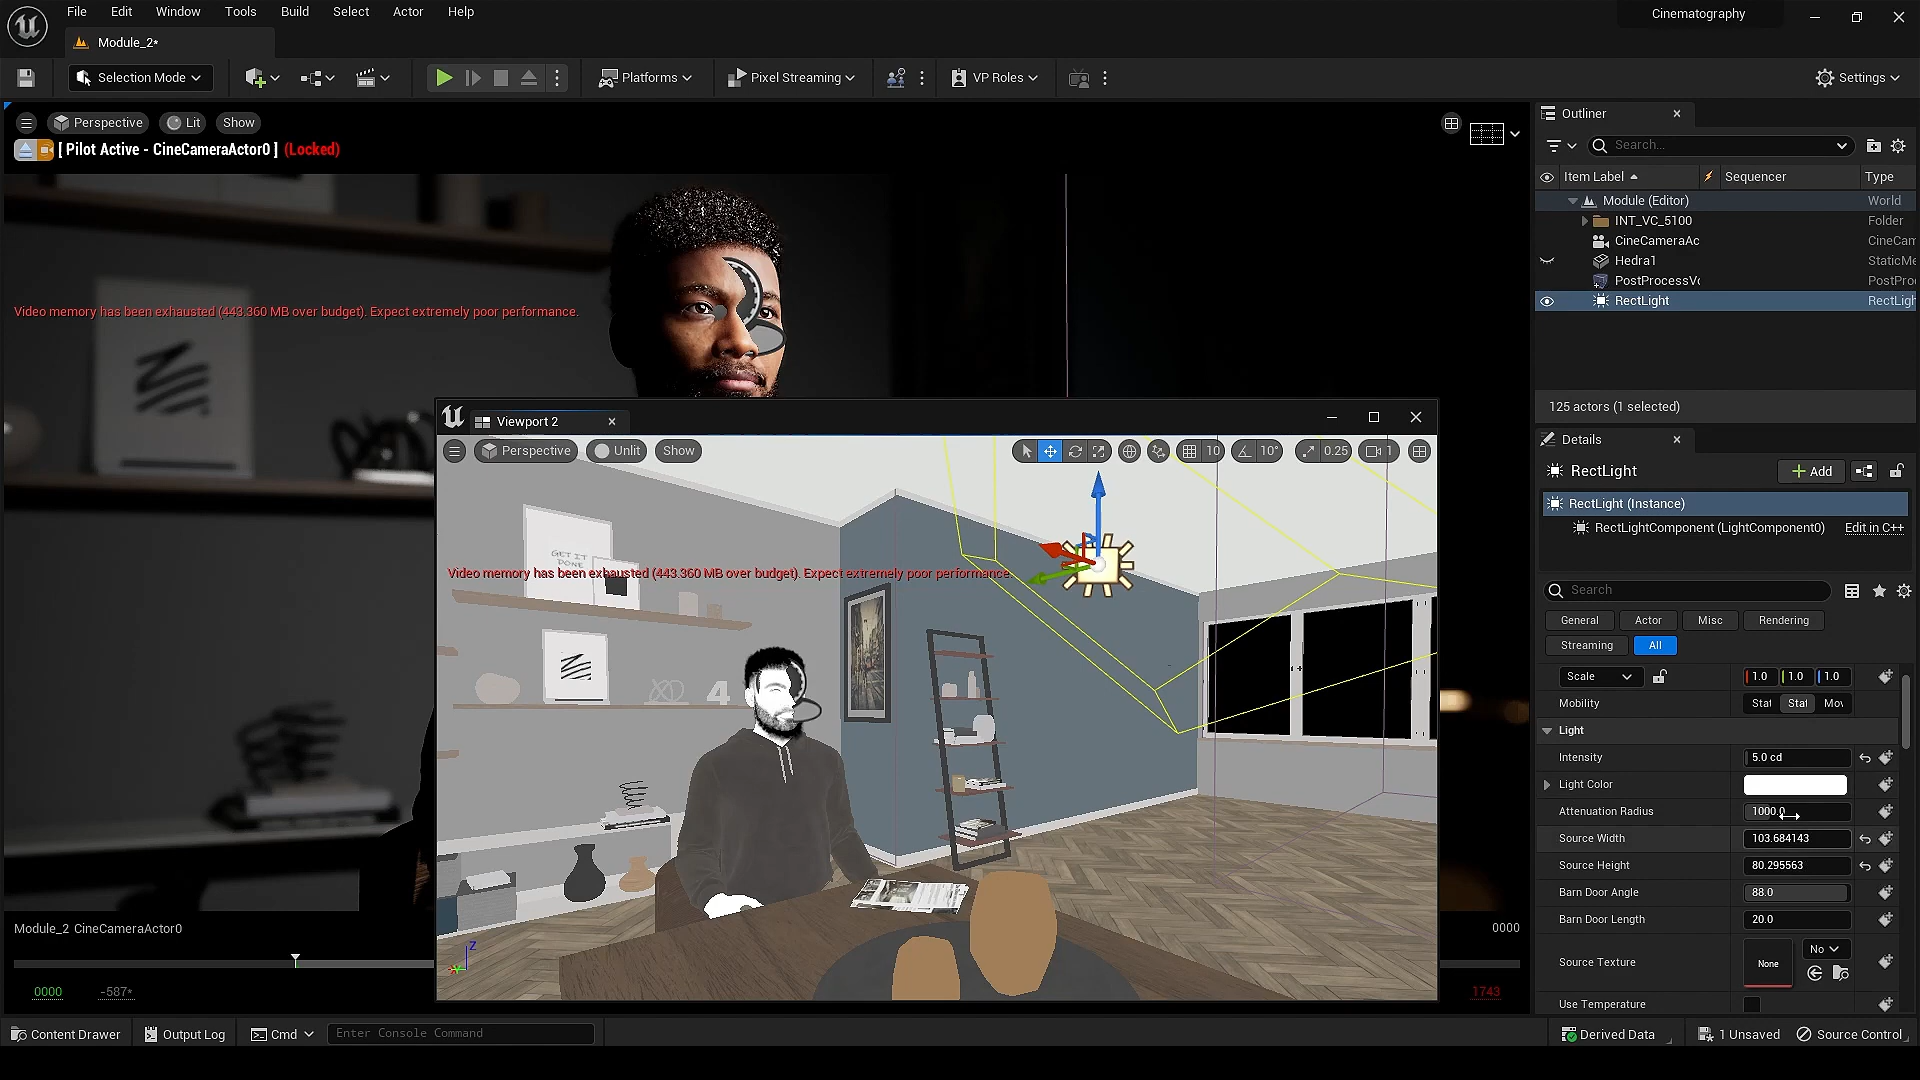 File Edit Window Tools Build Select Actor Help
Cinematography
Module_2*
Selection Mode
Platforms
Pixel Streaming
VP Roles
Settings
Perspective
Lit
Show
[ Pilot Active - CineCameraActor0 ] (Locked)
Video memory has been exhausted (443.360 MB over budget). Expect extremely poor performance.
Module_2 CineCameraActor0
0000
0000
-587*
1743
Viewport 2
Perspective
Unlit
Show
10
10°
0.25
1
GET IT
DONE
Video memory has been exhausted (443.360 MB over budget). Expect extremely poor performance.
4
Z
Outliner
Search...
Item Label Sequencer Type
Module (Editor) World
INT_VC_5100 Folder
CineCameraAc CineCam
Hedra1 StaticMe
PostProcessVo PostPro
RectLight RectLigh
125 actors (1 selected)
Details
RectLight
Add
RectLight (Instance)
RectLightComponent (LightComponent0) Edit in C++
Search
General Actor Misc Rendering
Streaming All
Scale 1.0 1.0 1.0
Mobility Stat Stat Mov
Light
Intensity 5.0 cd
Light Color
Attenuation Radius 1000.0
Source Width 103.684143
Source Height 80.295563
Barn Door Angle 88.0
Barn Door Length 20.0
Source Texture None No
Use Temperature
Content Drawer
Output Log
Cmd
Enter Console Command
Derived Data
1 Unsaved
Source Control